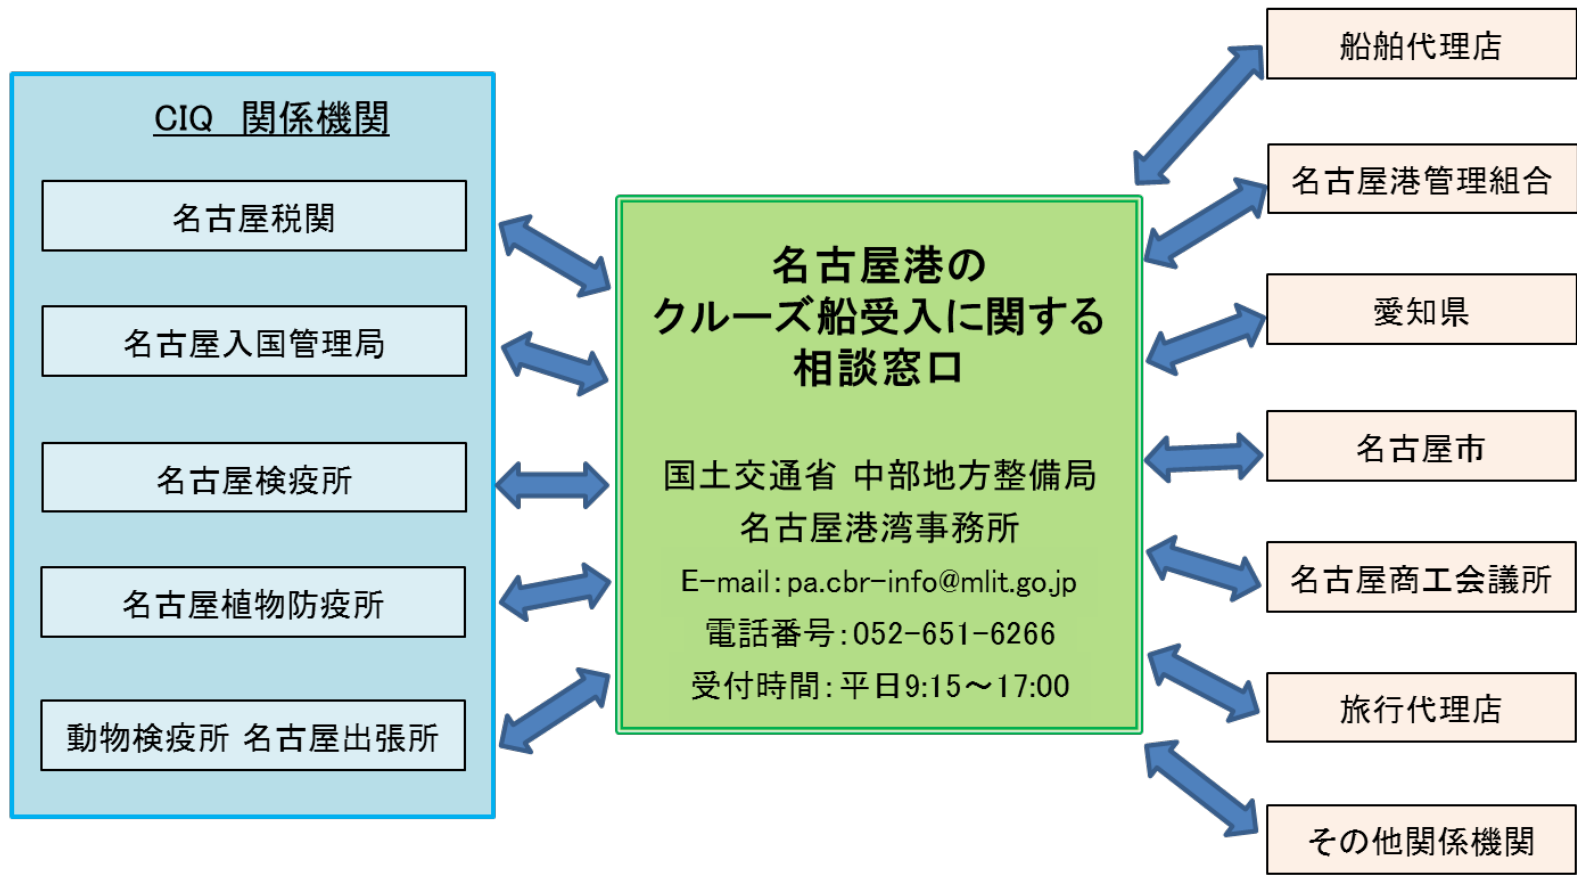 CIQ　関係機関
名古屋税関
名古屋入国管理局
名古屋検疫所
名古屋植物防疫所
動物検疫所 名古屋出張所
名古屋港の
クルーズ船受入に関する
相談窓口
国土交通省 中部地方整備局
名古屋港湾事務所
E-mail：pa.cbr-info@mlit.go.jp
電話番号：052-651-6266
受付時間：平日9:15～17:00
船舶代理店
名古屋港管理組合
愛知県
名古屋市
名古屋商工会議所
旅行代理店
その他関係機関